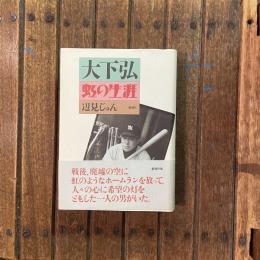 大下弘
虹の生涯
辺見じゅん
戦後、廃墟の空に
虹のようなホームランを放って、
人々の心に希望の灯を
ともした一人の男がいた。